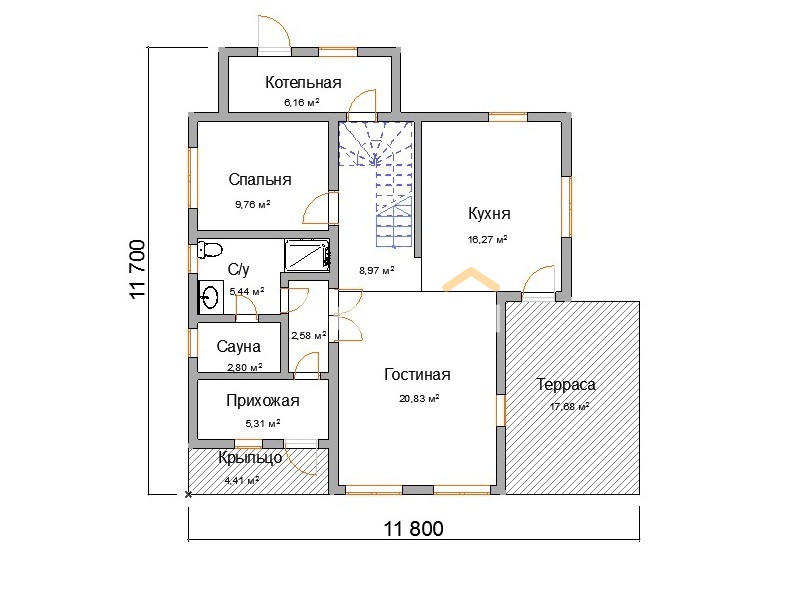 Котельная
6,16 м²
Спальня
9,76 м²
Кухня
16,27 м²
С/у
5,44 м²
8,97 м²
11 700
2,58 м²
Сауна
2,80 м²
Гостиная
20,83 м²
Терраса
17,68 м²
Прихожая
5,31 м²
Крыльцо
4,41 м²
11 800